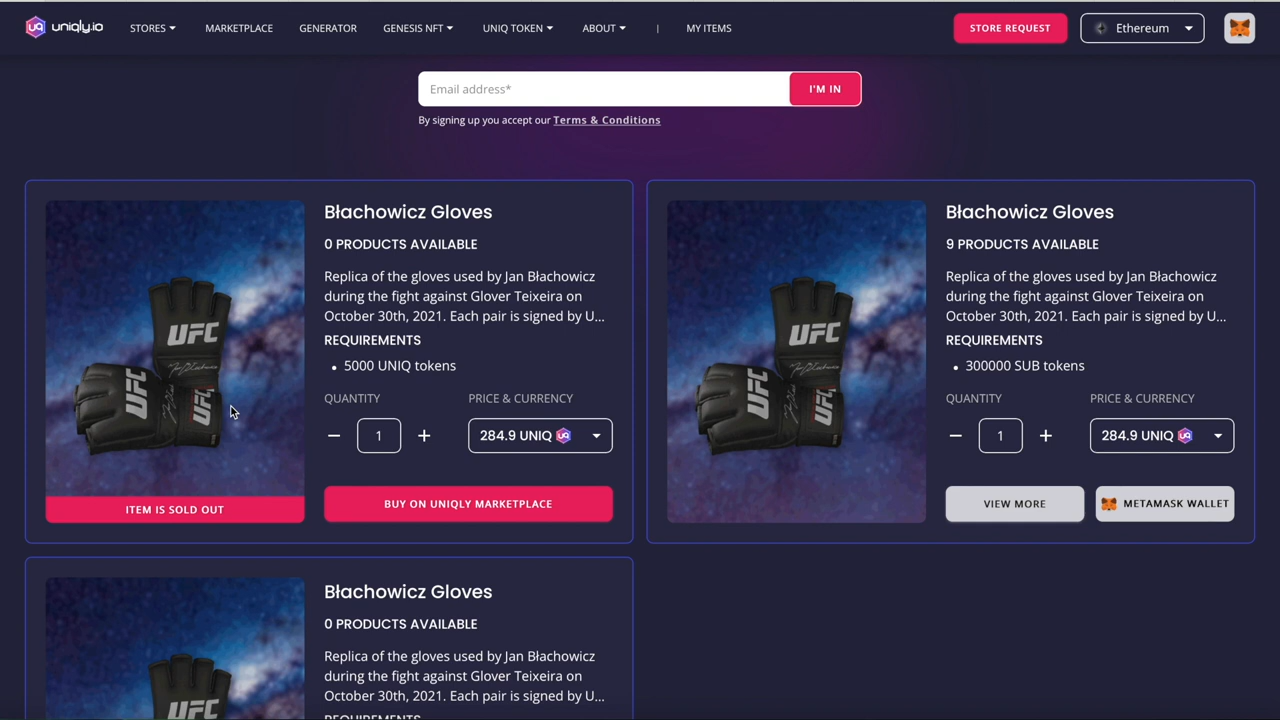 uniqly.io
STORES
MARKETPLACE
GENERATOR
GENESIS NFT
UNIQ TOKEN
ABOUT
|
MY ITEMS
STORE REQUEST
Ethereum
Email address*
I'M IN
By signing up you accept our Terms & Conditions
Błachowicz Gloves
0 PRODUCTS AVAILABLE
Replica of the gloves used by Jan Błachowicz
during the fight against Glover Teixeira on
October 30th, 2021. Each pair is signed by U...
REQUIREMENTS
• 5000 UNIQ tokens
QUANTITY
PRICE & CURRENCY
− 1 +
284.9 UNIQ
UFC
UFC
UFC
ITEM IS SOLD OUT
BUY ON UNIQLY MARKETPLACE
Błachowicz Gloves
9 PRODUCTS AVAILABLE
Replica of the gloves used by Jan Błachowicz
during the fight against Glover Teixeira on
October 30th, 2021. Each pair is signed by U...
REQUIREMENTS
• 300000 SUB tokens
QUANTITY
PRICE & CURRENCY
− 1 +
284.9 UNIQ
UFC
UFC
UFC
VIEW MORE
METAMASK WALLET
Błachowicz Gloves
0 PRODUCTS AVAILABLE
Replica of the gloves used by Jan Błachowicz
during the fight against Glover Teixeira on
October 30th, 2021. Each pair is signed by U...
REQUIREMENTS
UFC